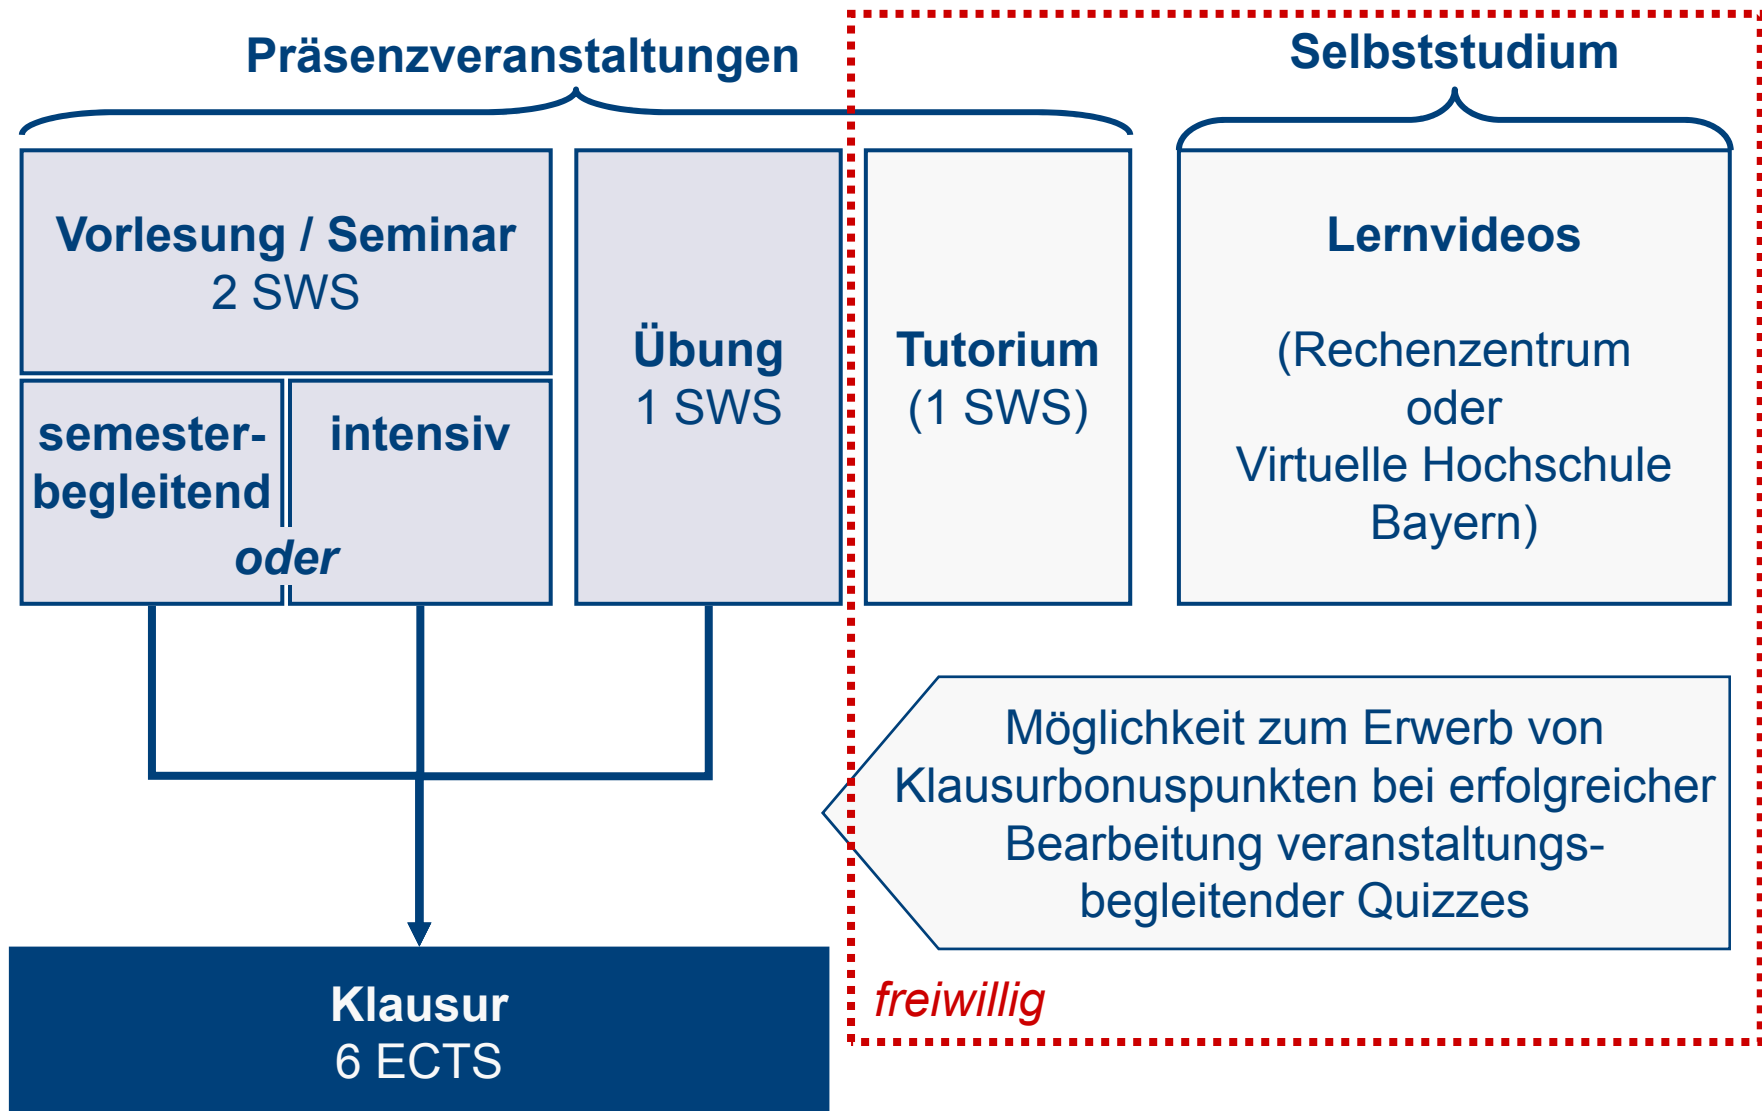 Präsenzveranstaltungen
Selbststudium
Vorlesung / Seminar
2 SWS
semester-
begleitend
oder
intensiv
Übung
1 SWS
Tutorium
(1 SWS)
Lernvideos
(Rechenzentrum
oder
Virtuelle Hochschule
Bayern)
Möglichkeit zum Erwerb von
Klausurbonuspunkten bei erfolgreicher
Bearbeitung veranstaltungs-
begleitender Quizzes
freiwillig
Klausur
6 ECTS